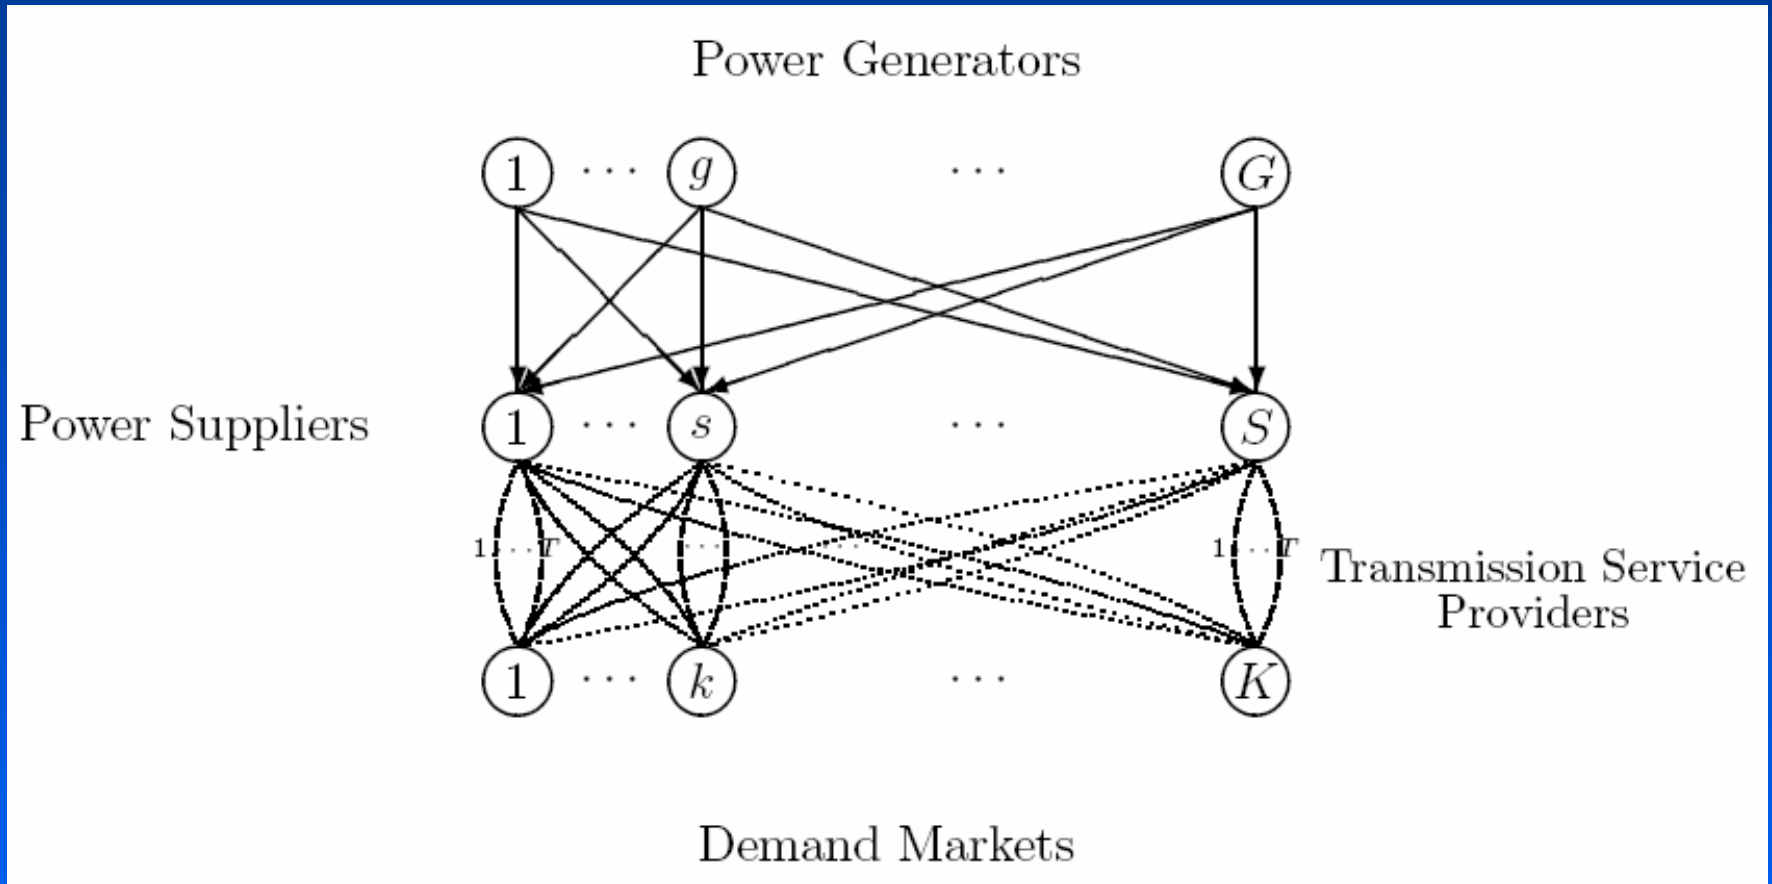 Power Generators
1 ··· g ··· G
Power Suppliers
1 ··· s ··· S
1 ··· T ··· ··· 1 ··· T
Transmission Service
Providers
1 ··· k ··· K
Demand Markets